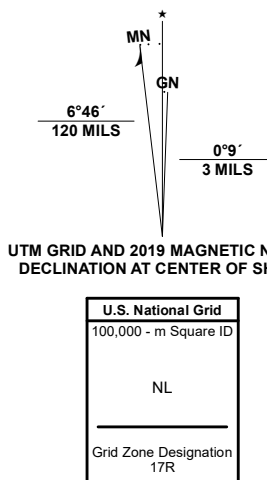 ★
MN
GN
6°46´
120 MILS
0°9´
3 MILS
UTM GRID AND 2019 MAGNETIC
DECLINATION AT CENTER OF
U.S. National Grid
100,000 - m Square ID
NL
Grid Zone Designation
17R